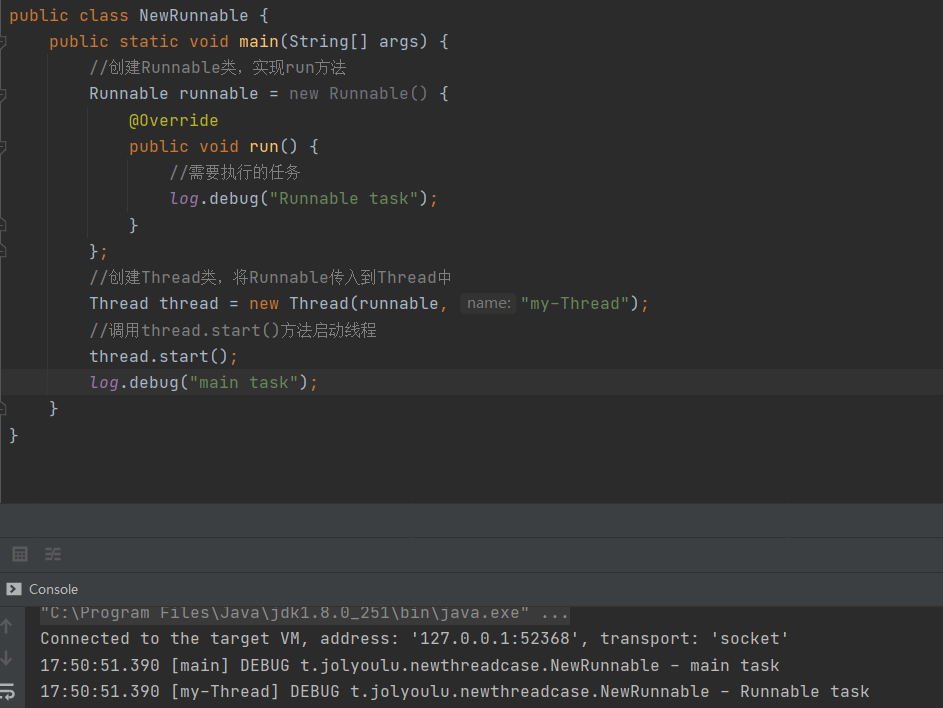 public class NewRunnable {
public static void main(String[] args) {
//创建Runnable类，实现run方法
Runnable runnable = new Runnable() {
@Override
public void run() {
//需要执行的任务
log.debug("Runnable task");
}
};
//创建Thread类，将Runnable传入到Thread中
Thread thread = new Thread(runnable, name: "my-Thread");
//调用thread.start()方法启动线程
thread.start();
log.debug("main task");
}
}
Console
"C:\Program Files\Java\jdk1.8.0_251\bin\java.exe" ...
Connected to the target VM, address: '127.0.0.1:52368', transport: 'socket'
17:50:51.390 [main] DEBUG t.jolyoulu.newthreadcase.NewRunnable - main task
17:50:51.390 [my-Thread] DEBUG t.jolyoulu.newthreadcase.NewRunnable - Runnable task